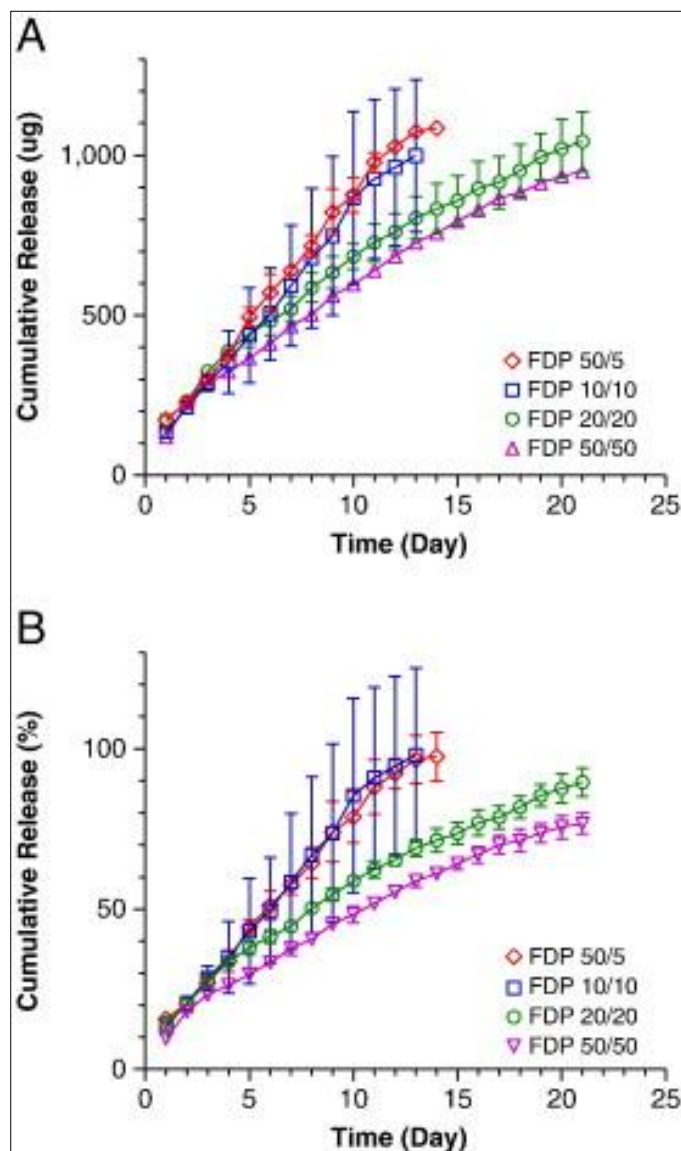 A
Cumulative Release (ug)
1,000
500
0
0 5 10 15 20 25
Time (Day)
FDP 50/5
FDP 10/10
FDP 20/20
FDP 50/50
B
Cumulative Release (%)
100
50
0
0 5 10 15 20 25
Time (Day)
FDP 50/5
FDP 10/10
FDP 20/20
FDP 50/50